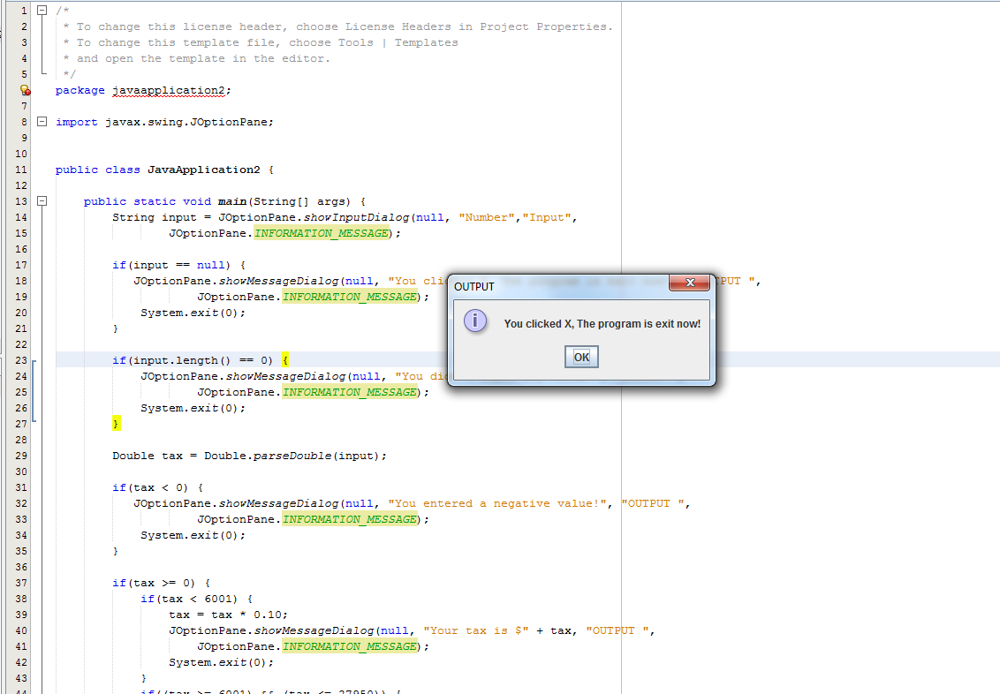 1 /*
2 * To change this license header, choose License Headers in Project Properties.
3 * To change this template file, choose Tools | Templates
4 * and open the template in the editor.
5 */
package javaapplication2;
7
8 import javax.swing.JOptionPane;
9
10
11 public class JavaApplication2 {
12
13 public static void main(String[] args) {
14 String input = JOptionPane.showInputDialog(null, "Number","Input",
15 JOptionPane.INFORMATION_MESSAGE);
16
17 if(input == null) {
18 JOptionPane.showMessageDialog(null, "You cli TPUT ",
19 JOptionPane.INFORMATION_MESSAGE);
20 System.exit(0);
21 }
22
23 if(input.length() == 0) {
24 JOptionPane.showMessageDialog(null, "You di
25 JOptionPane.INFORMATION_MESSAGE);
26 System.exit(0);
27 }
28
29 Double tax = Double.parseDouble(input);
30
31 if(tax < 0) {
32 JOptionPane.showMessageDialog(null, "You entered a negative value!", "OUTPUT ",
33 JOptionPane.INFORMATION_MESSAGE);
34 System.exit(0);
35 }
36
37 if(tax >= 0) {
38 if(tax < 6001) {
39 tax = tax * 0.10;
40 JOptionPane.showMessageDialog(null, "Your tax is $" + tax, "OUTPUT ",
41 JOptionPane.INFORMATION_MESSAGE);
42 System.exit(0);
43 }
44 if((tax >= 6001) && (tax <= 27950)) {
OUTPUT
You clicked X, The program is exit now!
OK